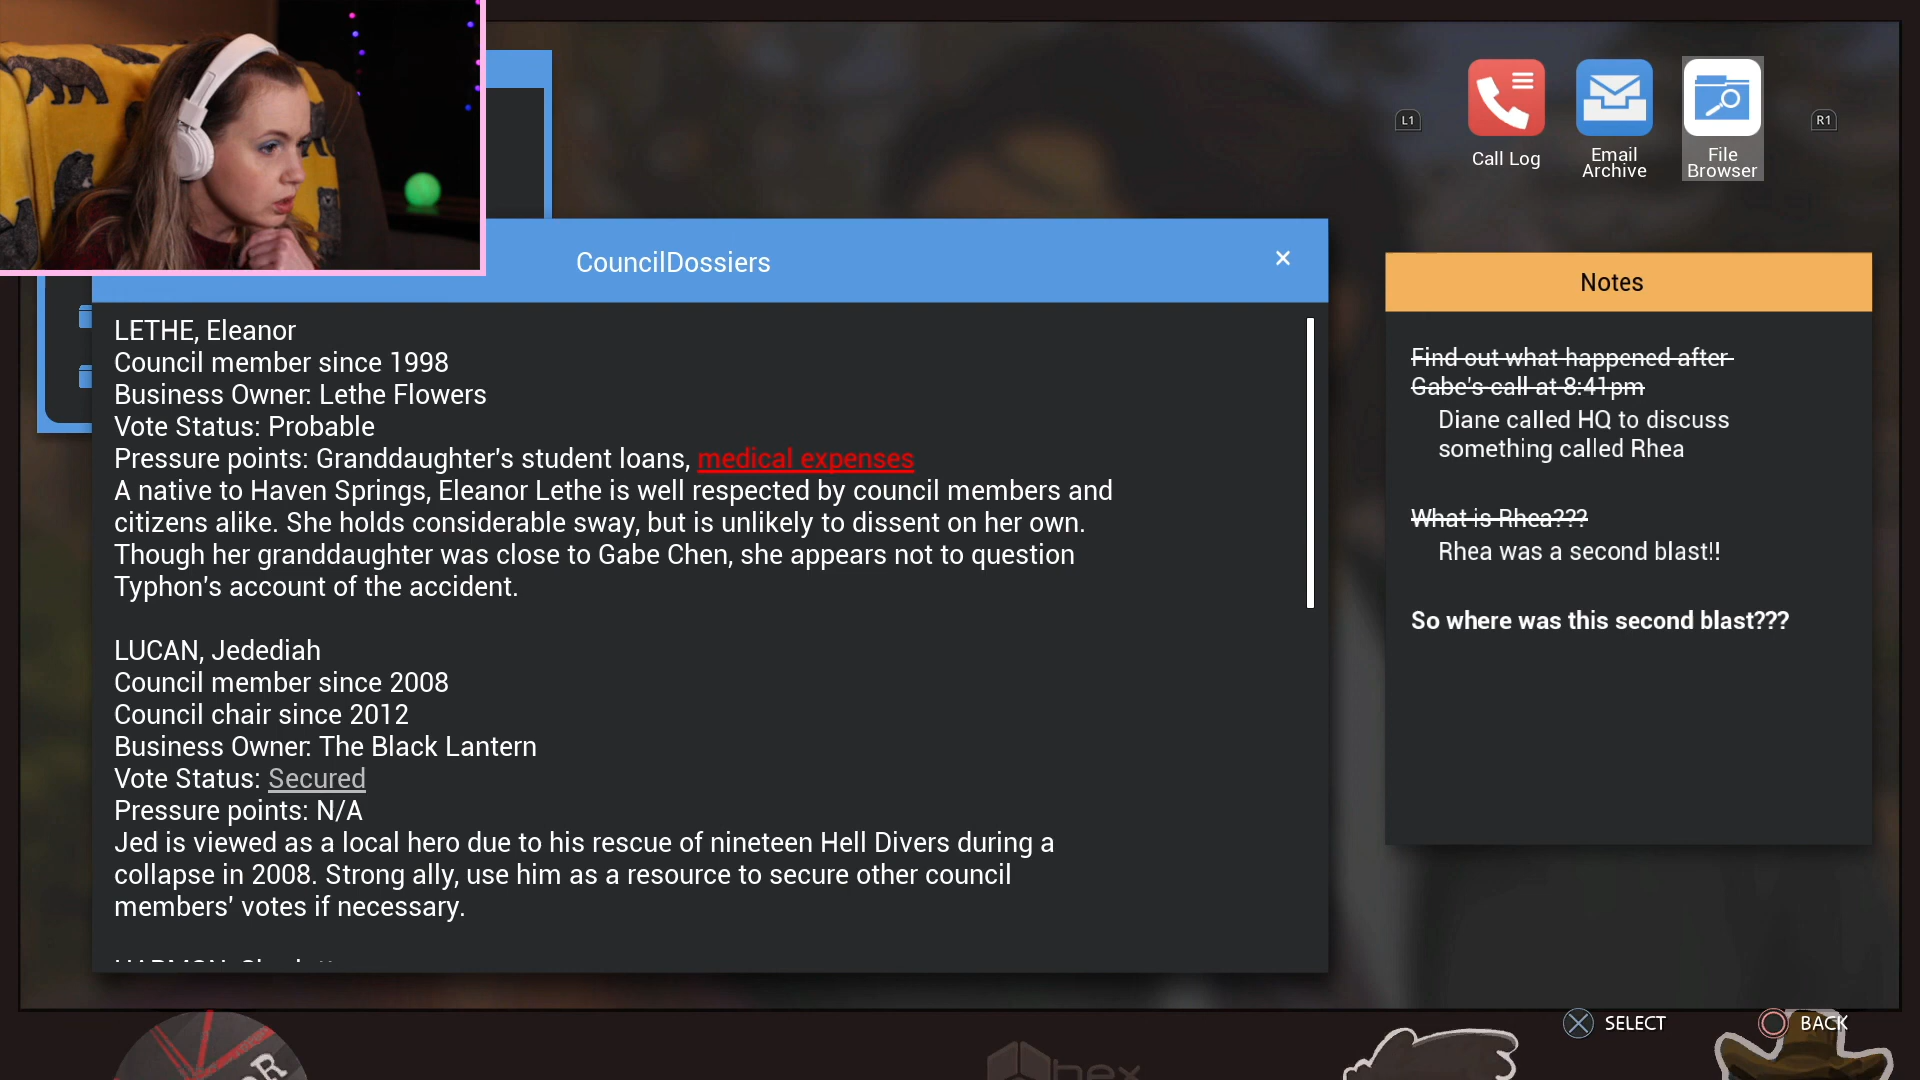 L1
Call Log
Email
Archive
File
Browser
R1
CouncilDossiers
×
LETHE, Eleanor
Council member since 1998
Business Owner: Lethe Flowers
Vote Status: Probable
Pressure points: Granddaughter's student loans, medical expenses
A native to Haven Springs, Eleanor Lethe is well respected by council members and
citizens alike. She holds considerable sway, but is unlikely to dissent on her own.
Though her granddaughter was close to Gabe Chen, she appears not to question
Typhon's account of the accident.
LUCAN, Jedediah
Council member since 2008
Council chair since 2012
Business Owner: The Black Lantern
Vote Status: Secured
Pressure points: N/A
Jed is viewed as a local hero due to his rescue of nineteen Hell Divers during a
collapse in 2008. Strong ally, use him as a resource to secure other council
members' votes if necessary.
Notes
Find out what happened after
Gabe's call at 8:41pm
Diane called HQ to discuss
something called Rhea
What is Rhea???
Rhea was a second blast!!
So where was this second blast???
SELECT
BACK
hex